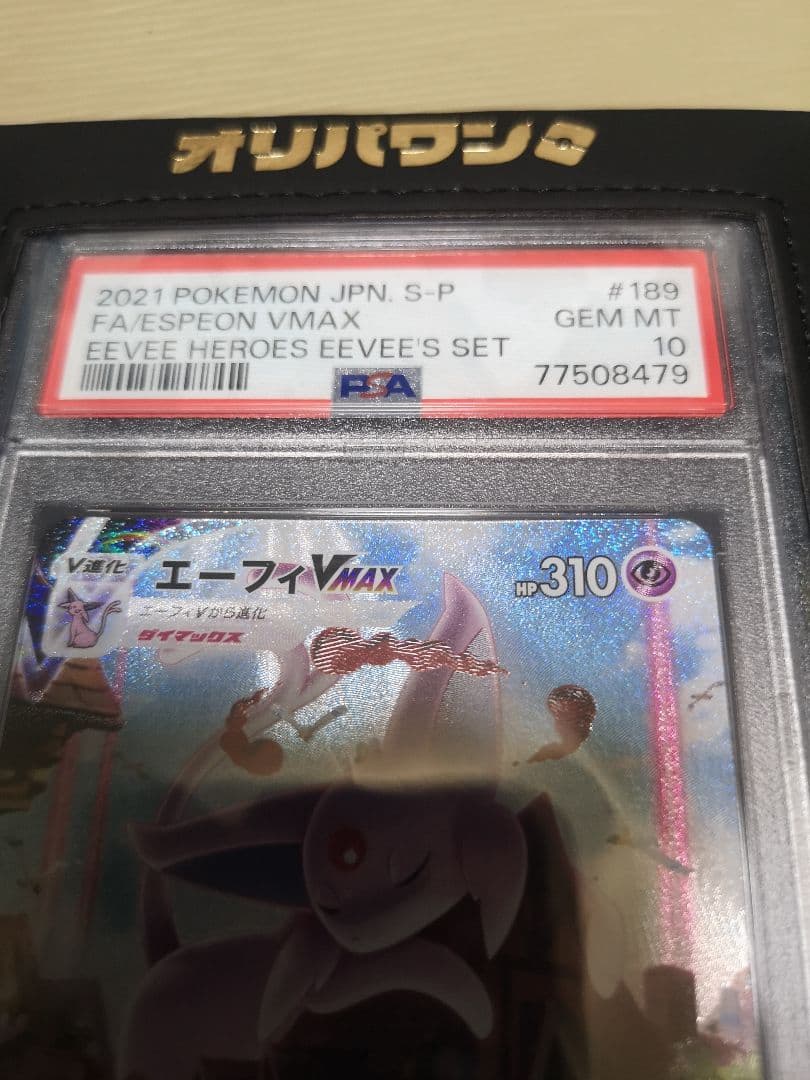 オリパワン
2021 POKEMON JPN. S-P #189
FA/ESPEON VMAX GEM MT
EEVEE HEROES EEVEE'S SET 10
PSA 77508479
V進化 エーフィVMAX HP310
エーフィVから進化
ダイマックス